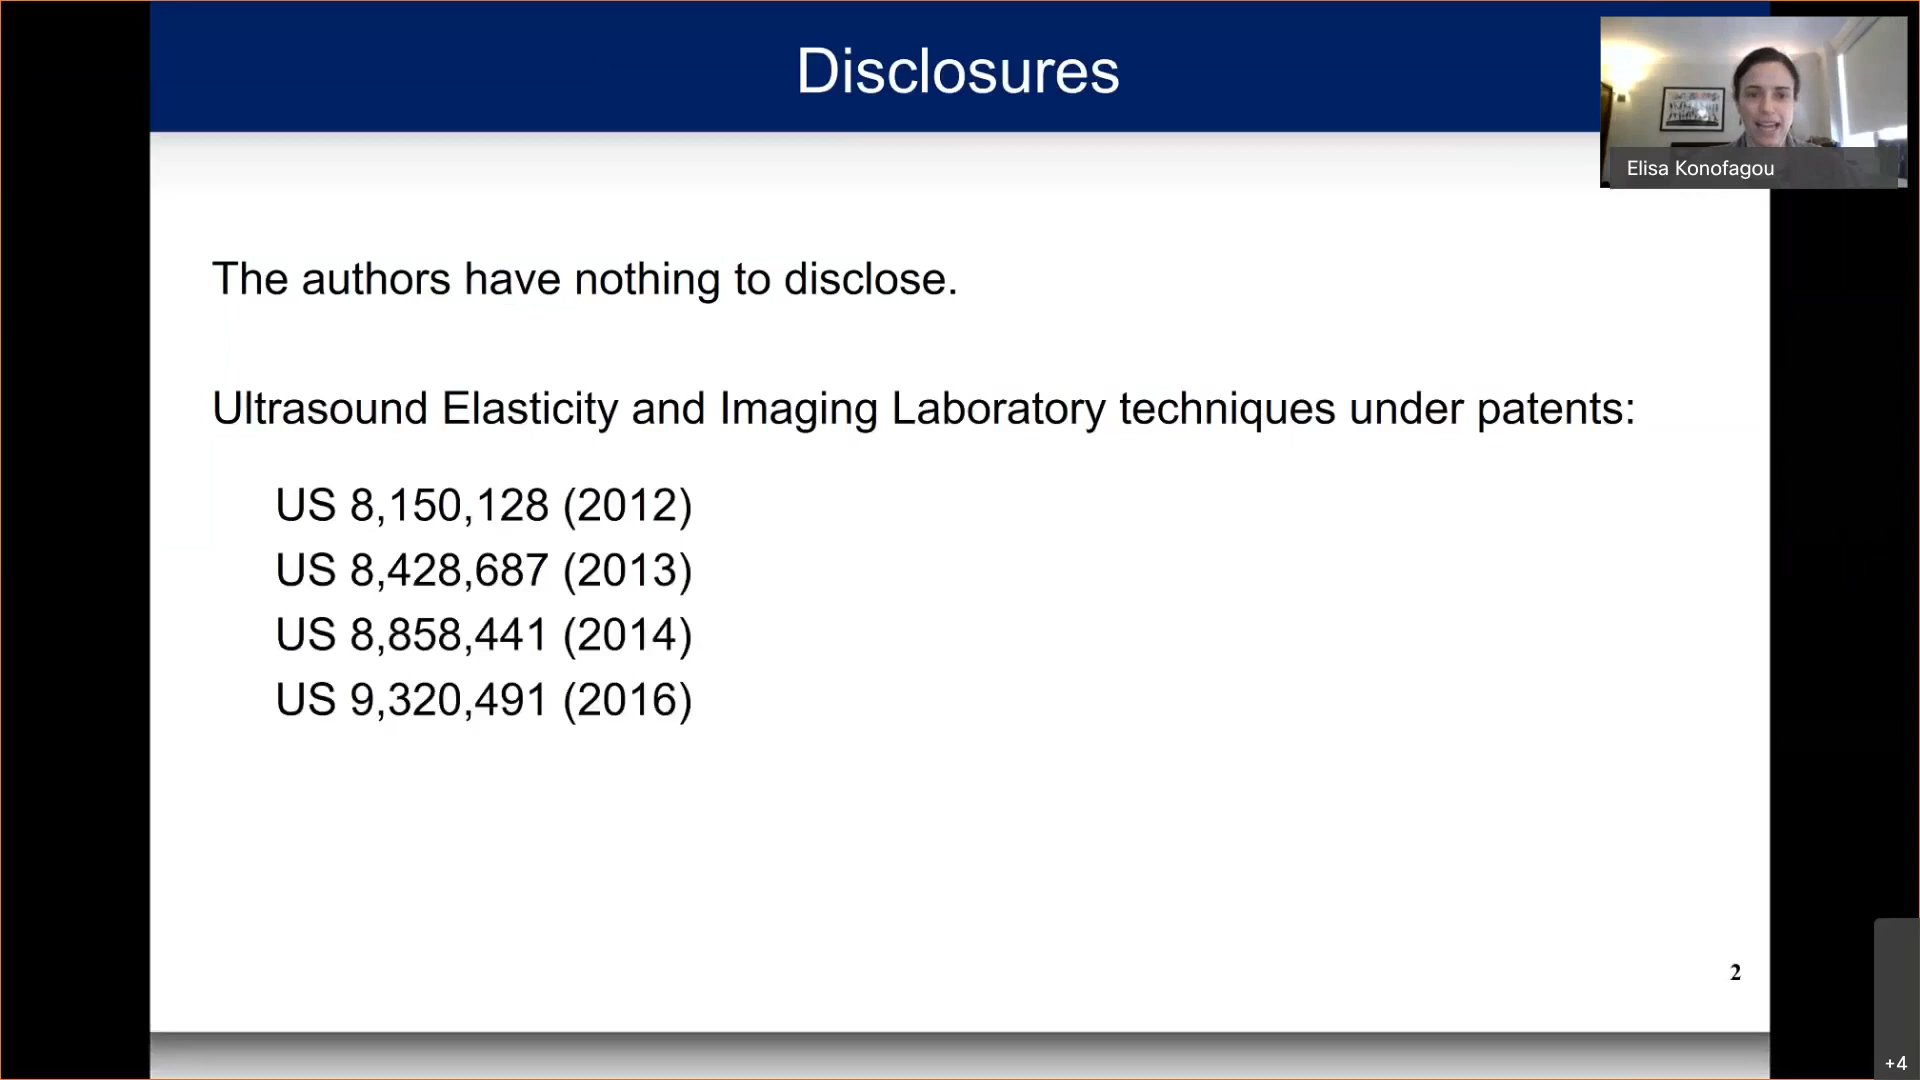 Disclosures
Elisa Konofagou
The authors have nothing to disclose.
Ultrasound Elasticity and Imaging Laboratory techniques under patents:
US 8,150,128 (2012)
US 8,428,687 (2013)
US 8,858,441 (2014)
US 9,320,491 (2016)
2
+4